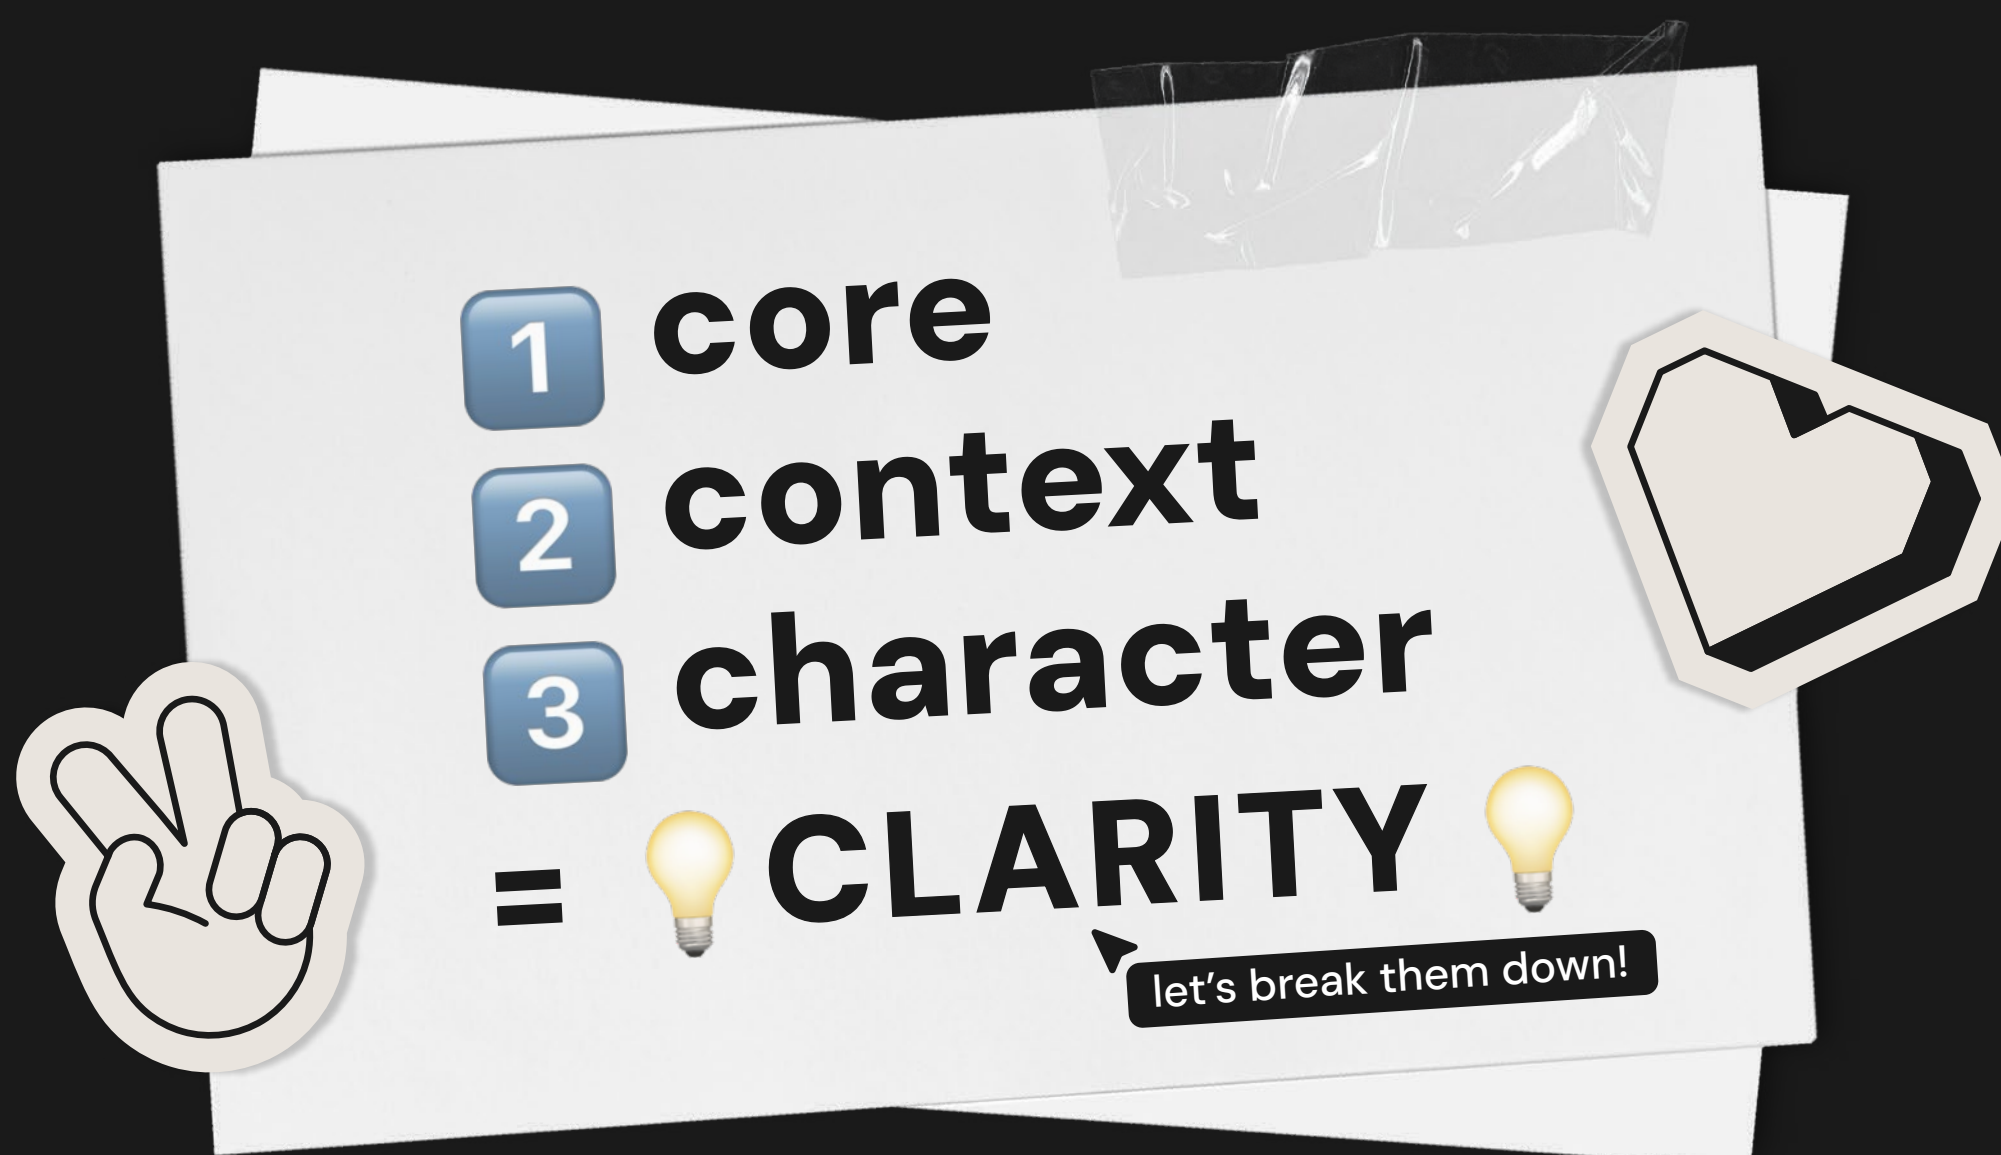 1 core
2 context
3 character
= 💡 CLARITY 💡
let’s break them down!